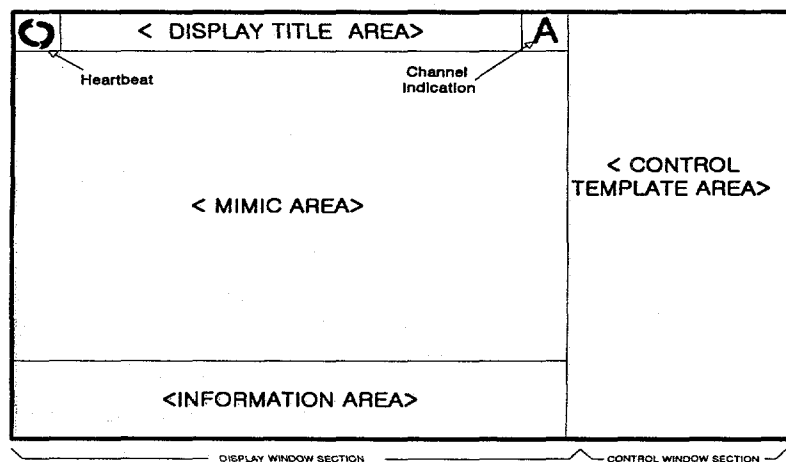 < DISPLAY TITLE AREA>
A
Heartbeat
Channel
Indication
< CONTROL
TEMPLATE AREA>
< MIMIC AREA>
<INFORMATION AREA>
DISPLAY WINDOW SECTION
CONTROL WINDOW SECTION